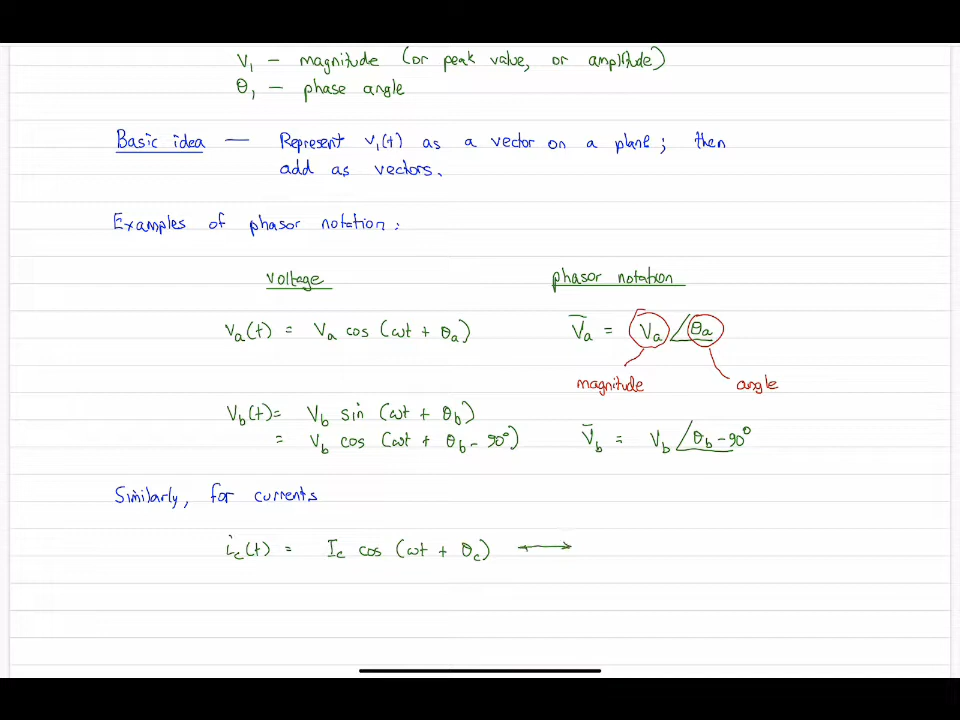 V₁ – magnitude (or peak value, or amplitude)
θ₁ – phase angle
Basic idea — Represent v₁(t) as a vector on a plane; then
add as vectors.
Examples of phasor notation:
voltage phasor notation
vₐ(t) = Vₐ cos (ωt + θₐ) V̅ₐ = Vₐ ∠θₐ
magnitude angle
v_b(t) = V_b sin (ωt + θ_b)
= V_b cos (ωt + θ_b – 90°) V̅_b = V_b ∠θ_b – 90°
Similarly, for currents
i_c(t) = I_c cos (ωt + θ_c) ⟷